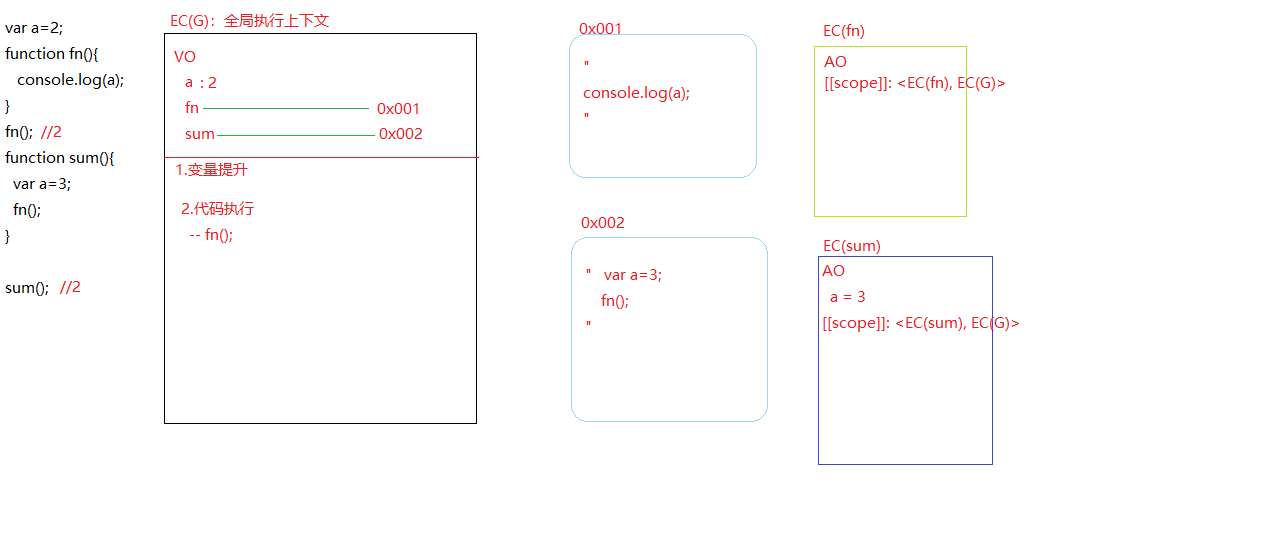 var a=2;
function fn(){
console.log(a);
}
fn(); //2
function sum(){
var a=3;
fn();
}
sum(); //2
EC(G)：全局执行上下文
VO
a : 2
fn 0x001
sum 0x002
1.变量提升
2.代码执行
-- fn();
0x001
"
console.log(a);
"
0x002
" var a=3;
fn();
"
EC(fn)
AO
[[scope]]: <EC(fn), EC(G)>
EC(sum)
AO
a = 3
[[scope]]: <EC(sum), EC(G)>